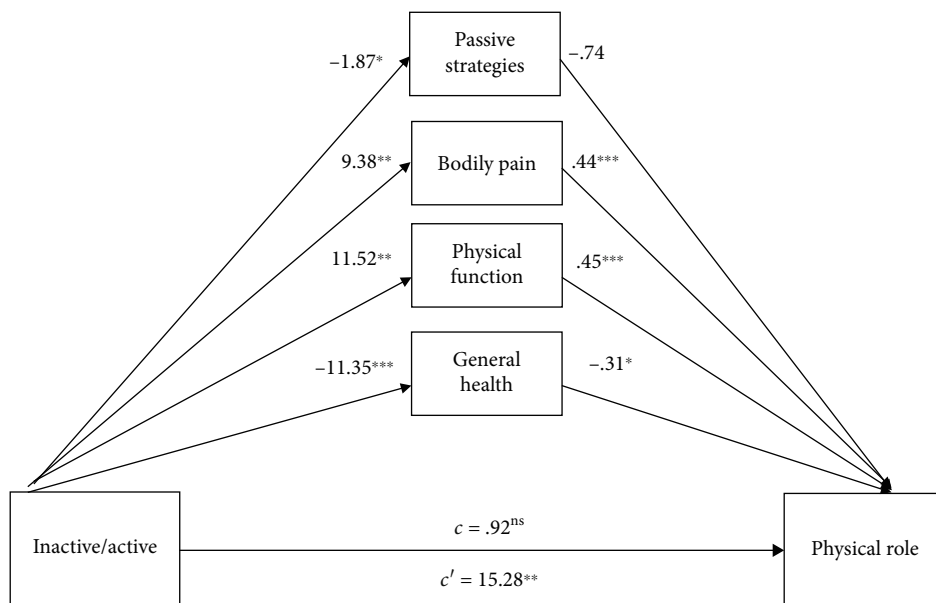 Passive
strategies
–1.87*
–.74
Bodily pain
9.38**
.44***
Physical
function
11.52**
.45***
General
health
–11.35***
–.31*
Inactive/active
c = .92ns
c′ = 15.28**
Physical role